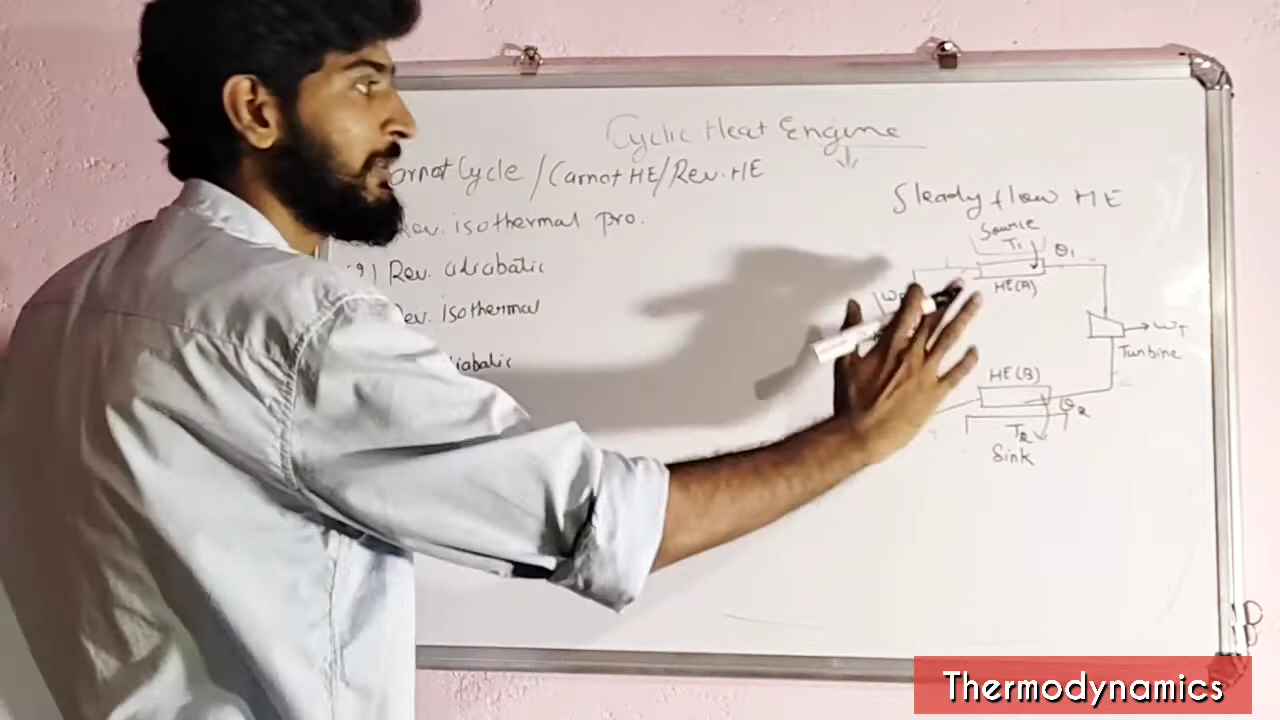 Cyclic Heat Engine
Cycle / Carnot HE / Rev. HE
Rev. isothermal pro.
Rev. adiabatic
Rev. isothermal
Steady flow HE
Source
T1 Q1
HE(A)
WT
Turbine
HE(B)
Q2
T2
Sink
Thermodynamics